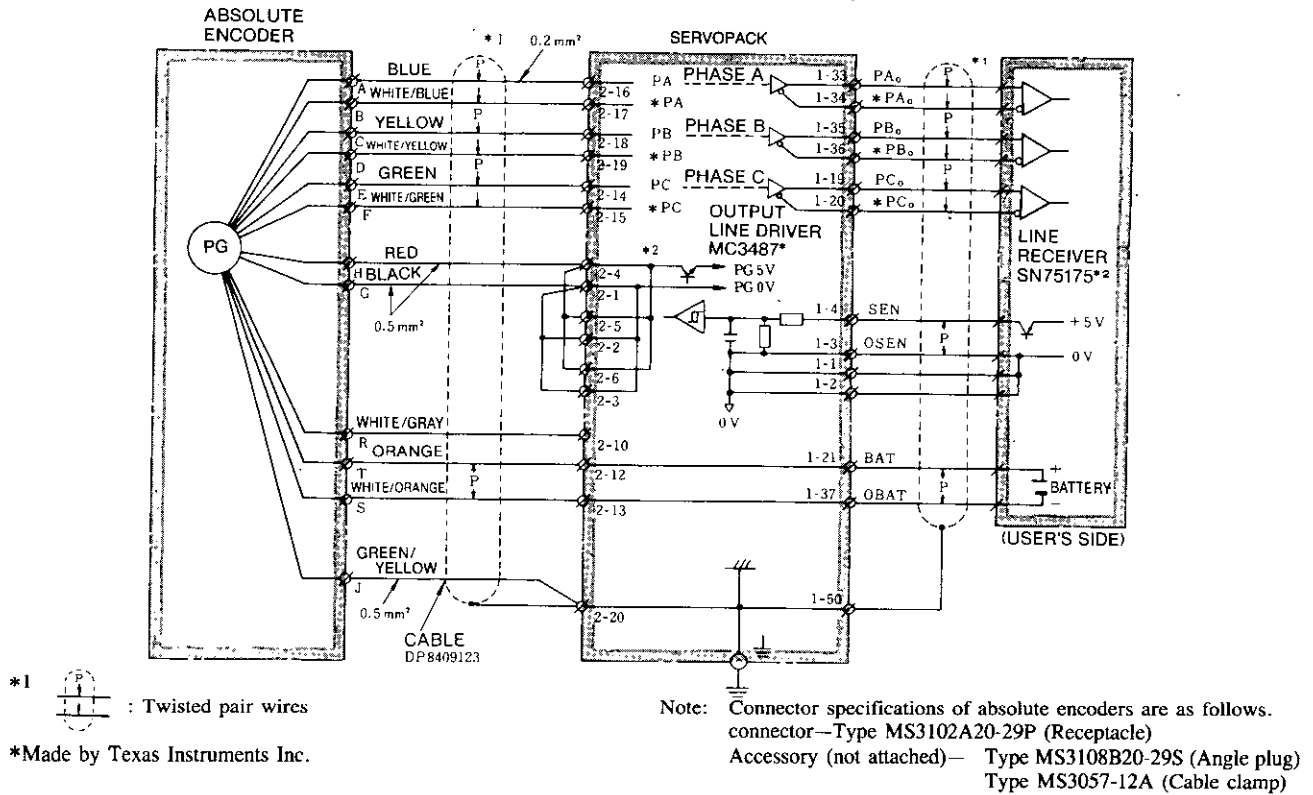 ABSOLUTE
ENCODER
*1
0.2 mm²
SERVOPACK
*1
BLUE
A
WHITE/BLUE
B
YELLOW
C
WHITE/YELLOW
D
GREEN
E
WHITE/GREEN
F
P
P
P
P
P
2-16
2-17
2-18
2-19
2-14
2-15
PA
*PA
PB
*PB
PC
*PC
PHASE A
PHASE B
PHASE C
1-33
1-34
1-35
1-36
1-19
1-20
PAo
*PAo
PBo
*PBo
PCo
*PCo
P
P
P
P
P
OUTPUT
LINE DRIVER
MC3487*
LINE
RECEIVER
SN75175*2
PG
RED
H
BLACK
G
0.5 mm²
*2
2-4
2-1
2-5
2-2
2-6
2-3
PG 5V
PG 0V
1-4
SEN
1-3
OSEN
1-1
1-2
P
+5V
0V
0V
WHITE/GRAY
R
2-10
ORANGE
T
2-12
WHITE/ORANGE
S
2-13
P
1-21
BAT
1-37
OBAT
P
+
BATTERY
−
(USER'S SIDE)
GREEN/
YELLOW
J
0.5 mm²
2-20
1-50
CABLE
DP8409123
*1
P
: Twisted pair wires
*Made by Texas Instruments Inc.
Note: Connector specifications of absolute encoders are as follows.
connector—Type MS3102A20-29P (Receptacle)
Accessory (not attached)— Type MS3108B20-29S (Angle plug)
Type MS3057-12A (Cable clamp)